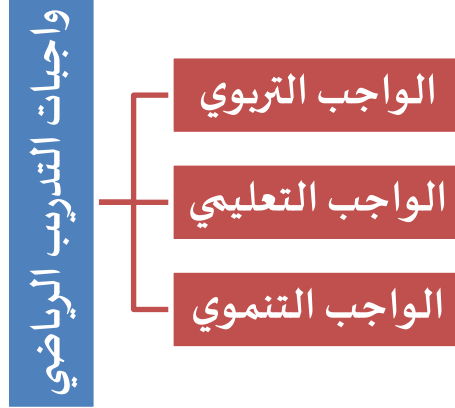 واجبات التدريب الرياضي
الواجب التربوي
الواجب التعليمي
الواجب التنموي